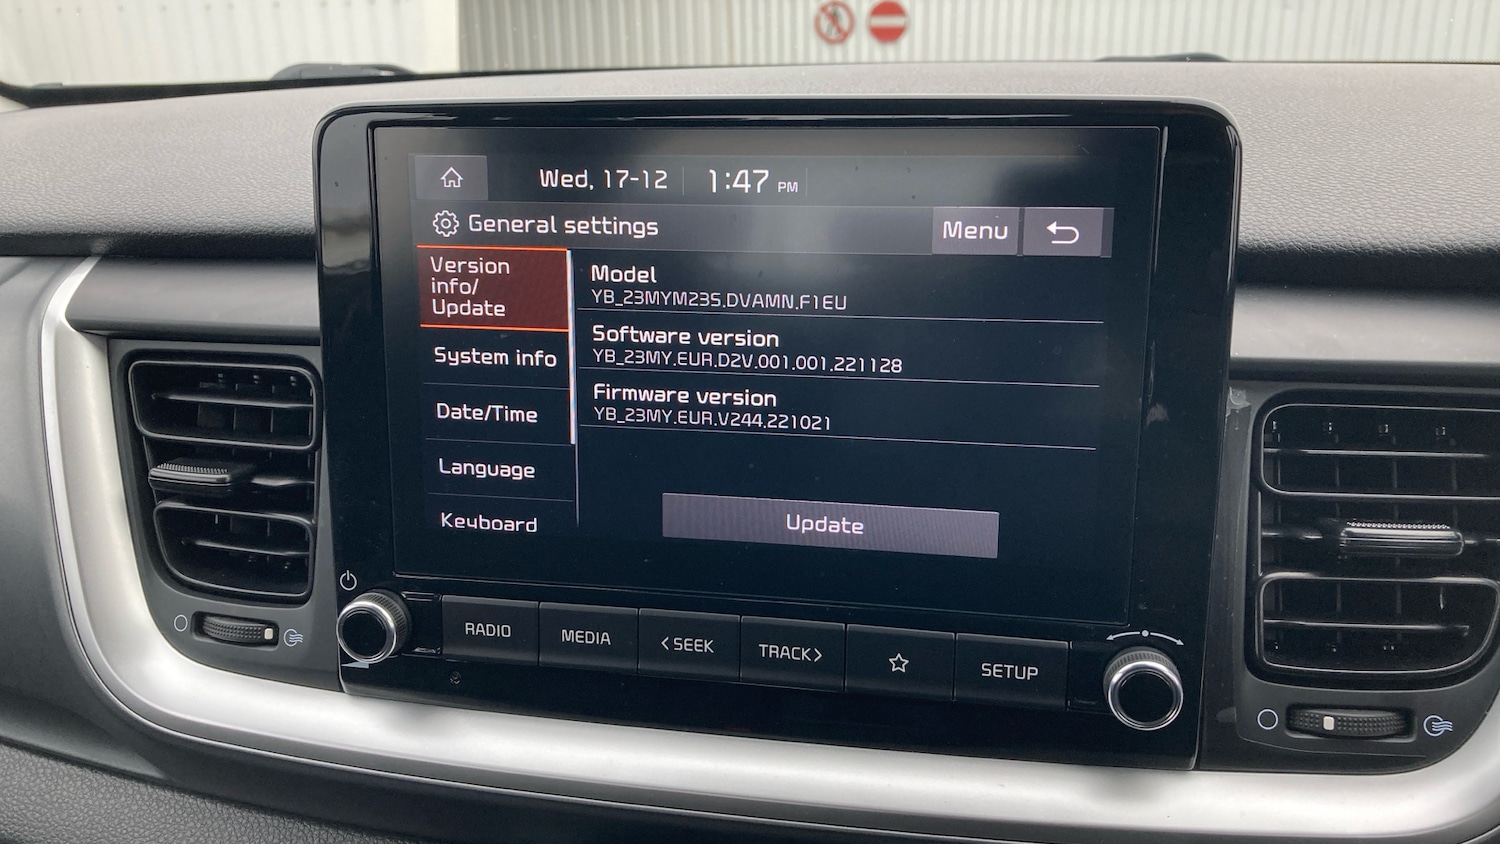 Wed, 17-12 1:47 PM
General settings
Menu
Version
info/
Update
System info
Date/Time
Language
Keyboard
Model
YB_23MYM23S.DVAMN.F1EU
Software version
YB_23MY.EUR.D2V.001.001.221128
Firmware version
YB_23MY.EUR.V244.221021
Update
RADIO MEDIA <SEEK TRACK> SETUP